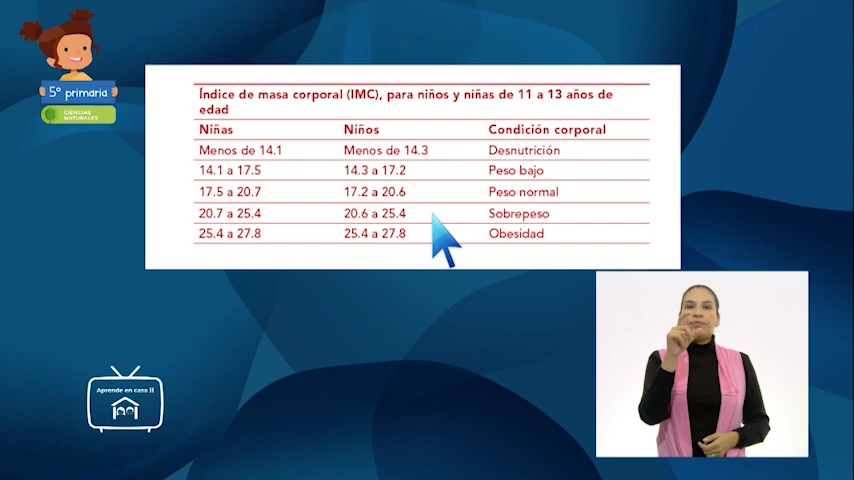 5° primaria
CIENCIAS
NATURALES
Índice de masa corporal (IMC), para niños y niñas de 11 a 13 años de
edad
Niñas Niños Condición corporal
Menos de 14.1 Menos de 14.3 Desnutrición
14.1 a 17.5 14.3 a 17.2 Peso bajo
17.5 a 20.7 17.2 a 20.6 Peso normal
20.7 a 25.4 20.6 a 25.4 Sobrepeso
25.4 a 27.8 25.4 a 27.8 Obesidad
Aprende en casa II